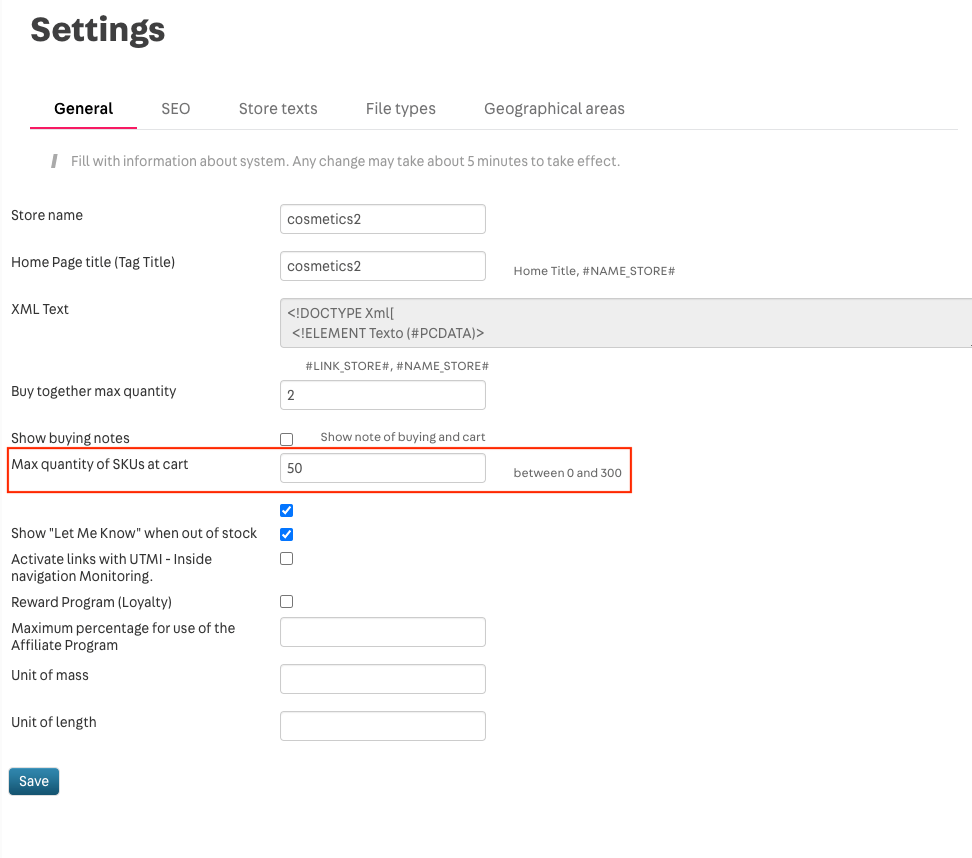 Settings
General
SEO
Store texts
File types
Geographical areas
Fill with information about system. Any change may take about 5 minutes to take effect.
Store name
cosmetics2
Home Page title (Tag Title)
cosmetics2
Home Title, #NAME_STORE#
XML Text
<!DOCTYPE Xml[
<!ELEMENT Texto (#PCDATA)>
#LINK_STORE#, #NAME_STORE#
Buy together max quantity
2
Show buying notes
Show note of buying and cart
Max quantity of SKUs at cart
50
between 0 and 300
Show "Let Me Know" when out of stock
Activate links with UTMI - Inside
navigation Monitoring.
Reward Program (Loyalty)
Maximum percentage for use of the
Affiliate Program
Unit of mass
Unit of length
Save